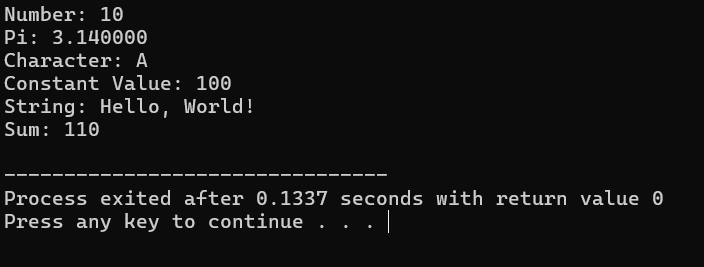 Number: 10
Pi: 3.140000
Character: A
Constant Value: 100
String: Hello, World!
Sum: 110
--------------------------------
Process exited after 0.1337 seconds with return value 0
Press any key to continue . . .